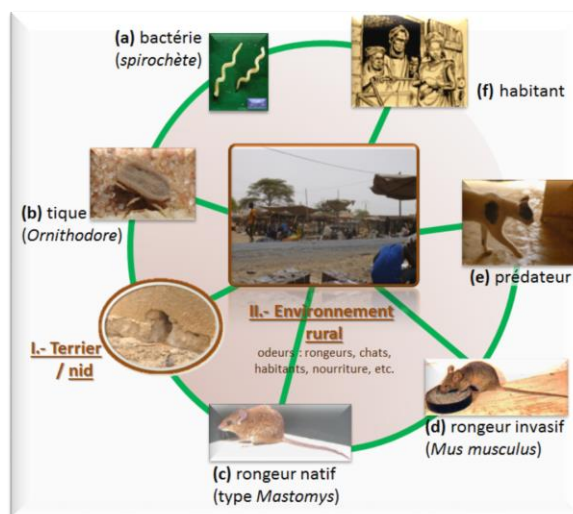 (a) bactérie
(spirochète)
(f) habitant
(b) tique
(Ornithodore)
(e) prédateur
I.- Terrier
/ nid
II.- Environnement
rural
odeurs : rongeurs, chats,
habitants, nourriture, etc.
(d) rongeur invasif
(Mus musculus)
(c) rongeur natif
(type Mastomys)